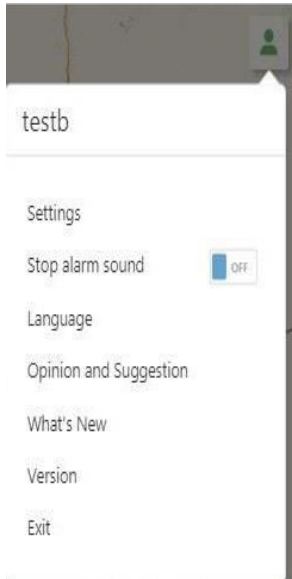 testb
Settings
Stop alarm sound
OFF
Language
Opinion and Suggestion
What's New
Version
Exit